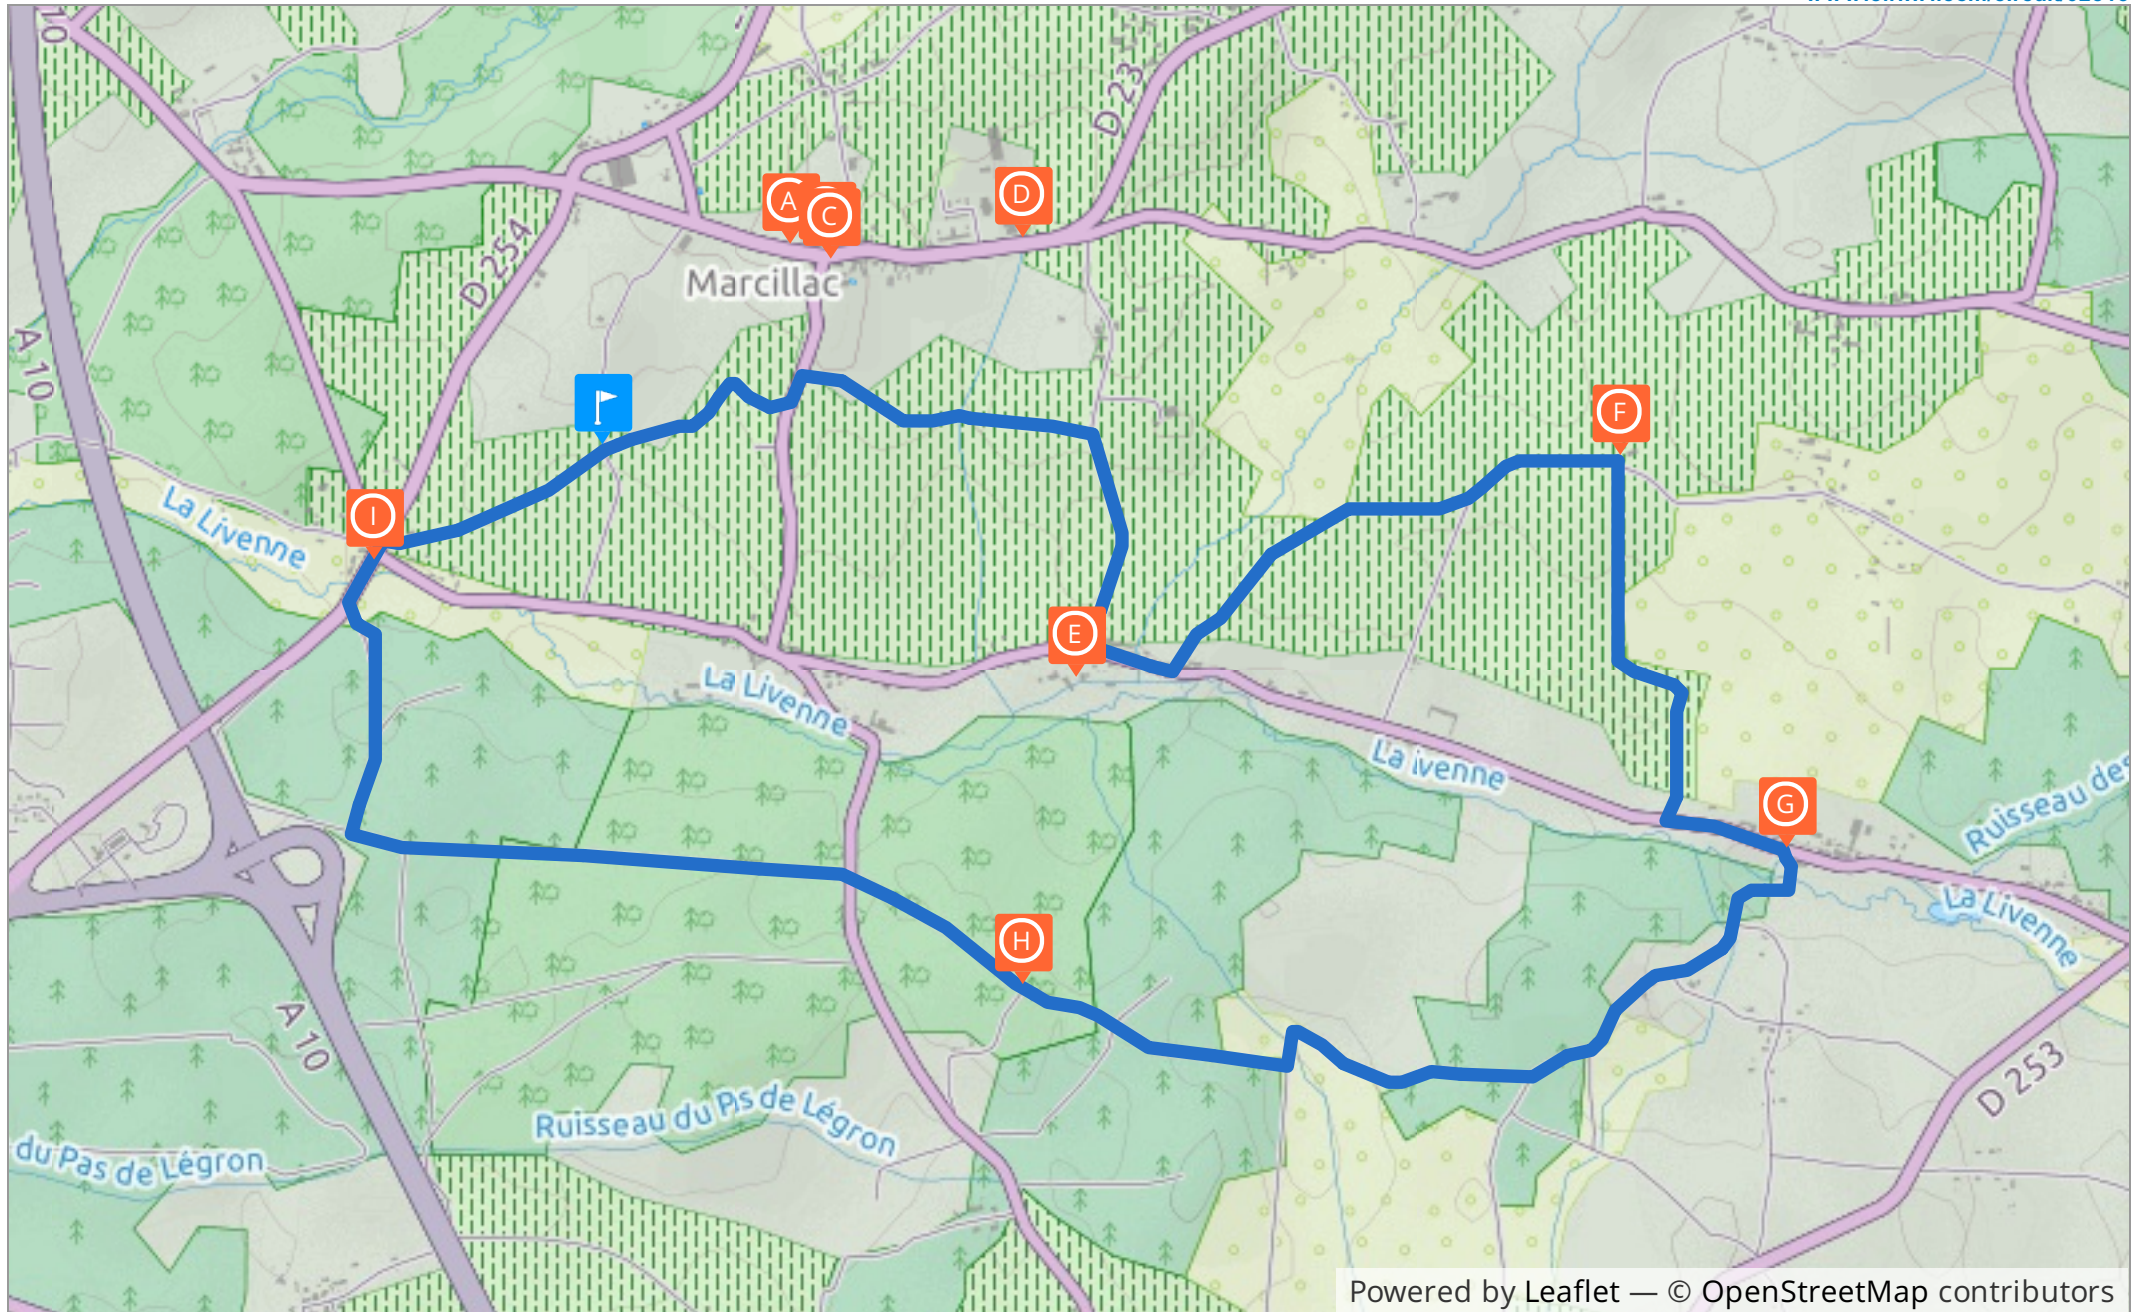 10
D 23
A
C
D
D 254
Marcillac
A 10
F
I
La Livenne
E
La Livenne
La ivenne
G
Ruisseau des
La Livenne
H
A 10
D 253
Ruisseau du Pas de Légron
du Pas de Légron
Powered by Leaflet — © OpenStreetMap contributors